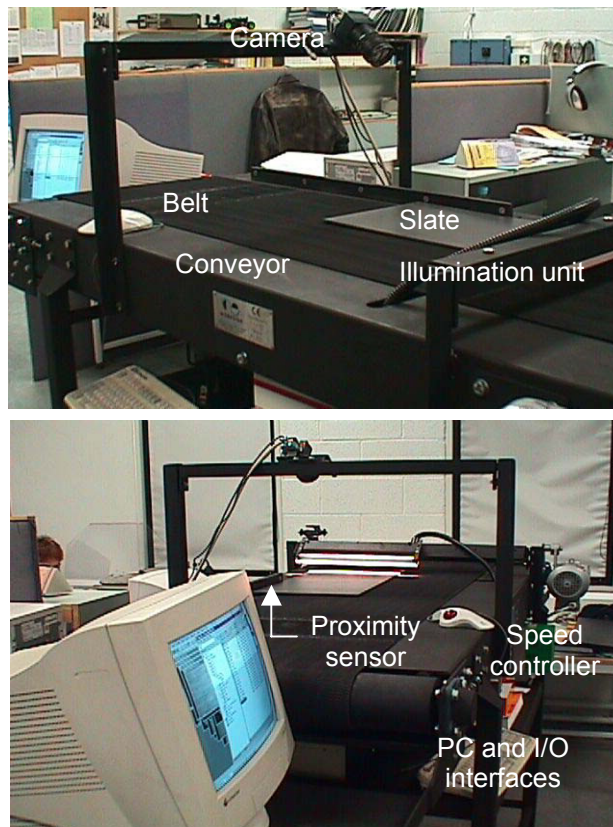 Camera
Belt
Slate
Conveyor
Illumination unit
Proximity
sensor
Speed
controller
PC and I/O
interfaces